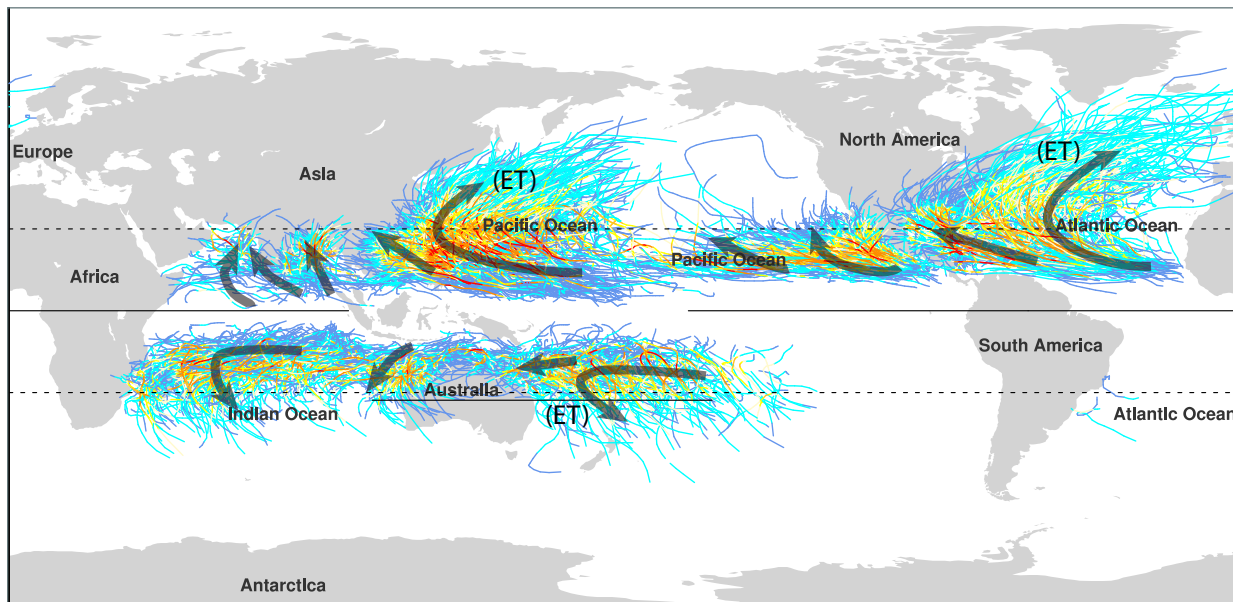 Europe
Asia
(ET)
North America
(ET)
Pacific Ocean
Atlantic Ocean
Africa
Pacific Ocean
South America
Australia
Indian Ocean
(ET)
Atlantic Ocean
Antarctica